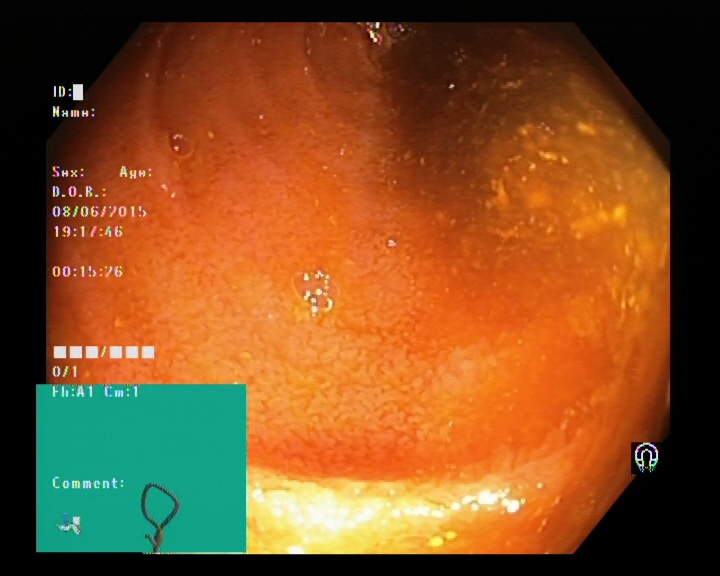 ID:
Name:
Sex: Age:
D.O.B.:
08/06/2015
19:17:46
00:15:26
/
0/1
Eh:A1 Cm:1
Comment: